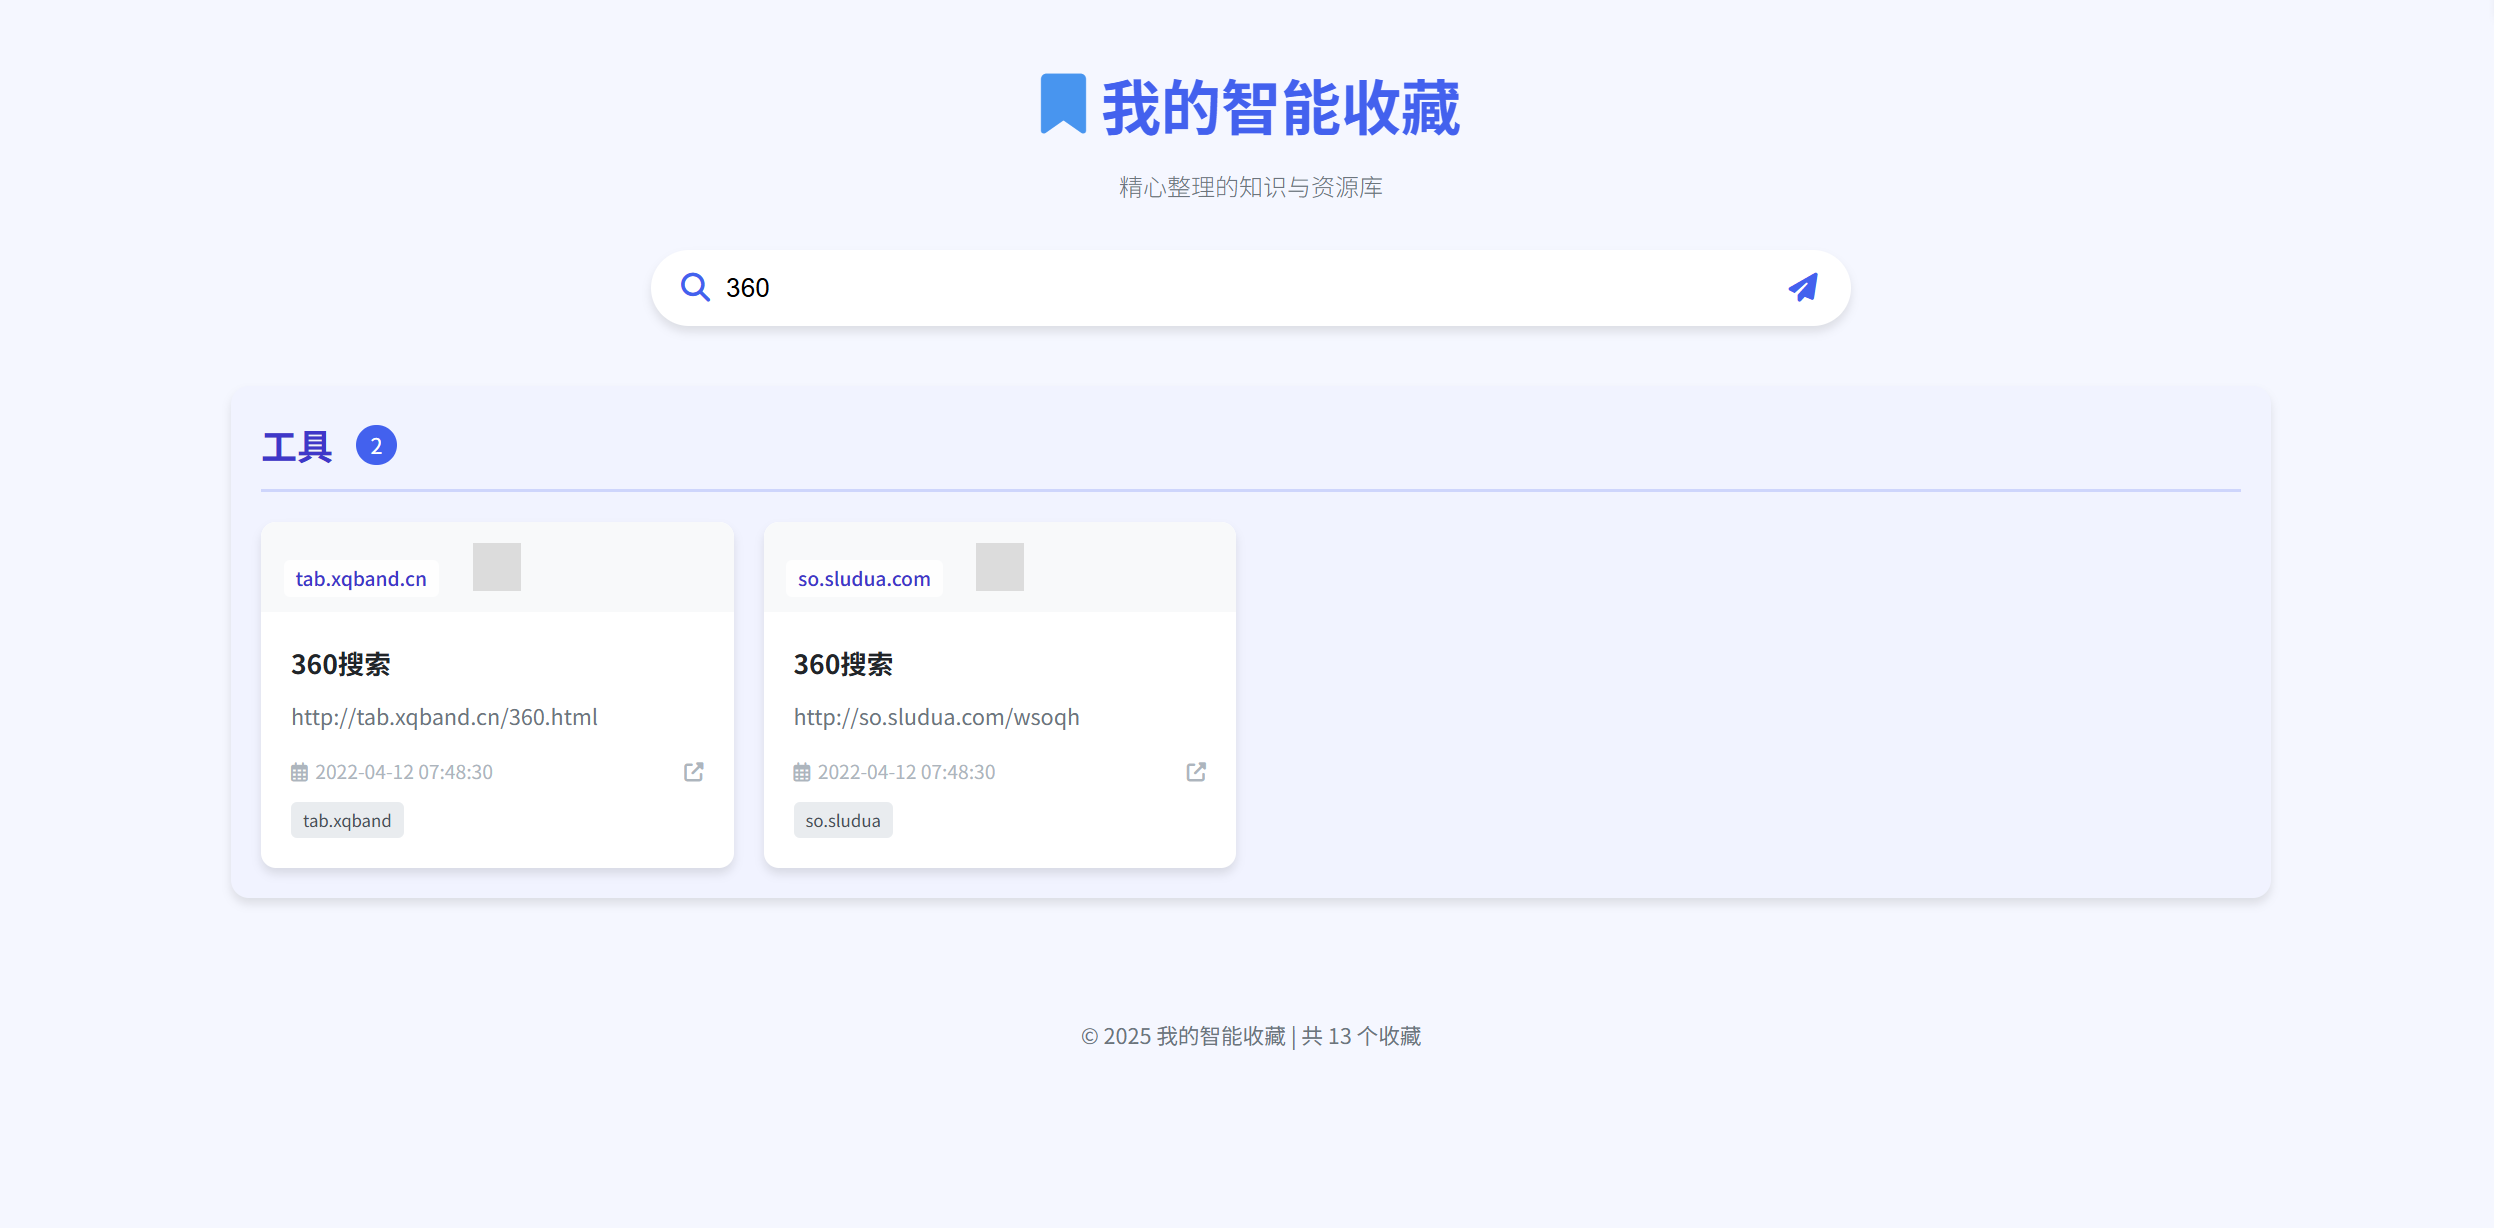 我的智能收藏
精心整理的知识与资源库
360
工具 2
tab.xqband.cn
360搜索
http://tab.xqband.cn/360.html
2022-04-12 07:48:30
tab.xqband
so.sludua.com
360搜索
http://so.sludua.com/wsoqh
2022-04-12 07:48:30
so.sludua
© 2025 我的智能收藏 | 共 13 个收藏